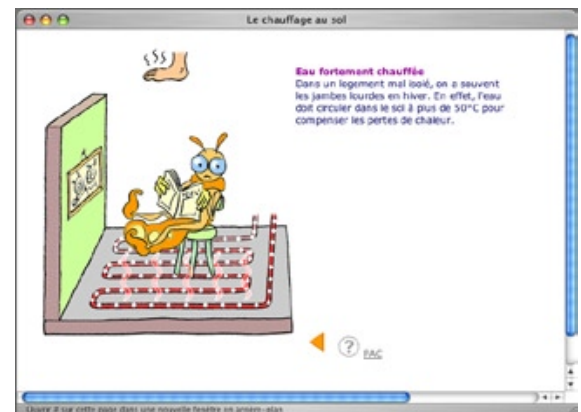 Le chauffage au sol
Eau fortement chauffée
Dans un logement mal isolé, on a souvent
les jambes lourdes en hiver. En effet, l'eau
doit circuler dans le sol à plus de 50°C pour
compenser les pertes de chaleur.
? PAC